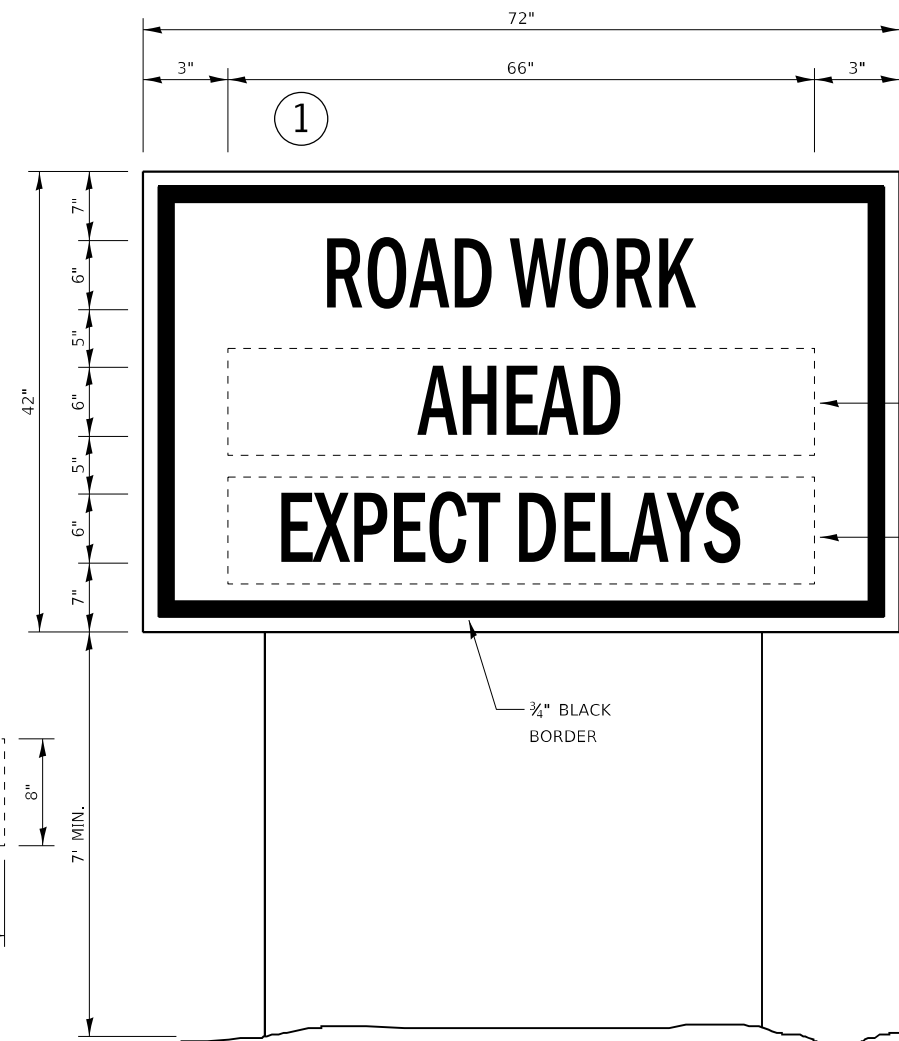 72"
3" 66" 3"
1
7"
6"
5"
6"
5"
6"
7"
42"
ROAD WORK
AHEAD
EXPECT DELAYS
¾" BLACK
BORDER
8"
7' MIN.